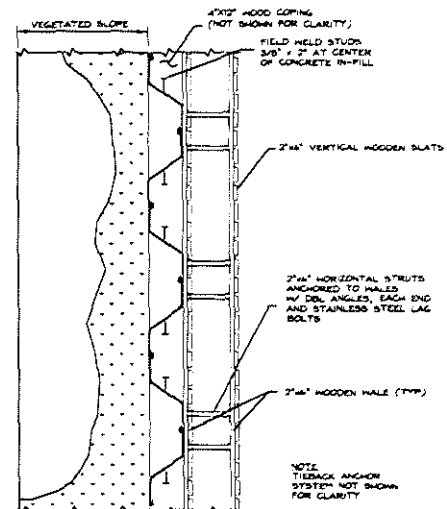 VEGETATED SLOPE
4"X12" WOOD COPING
(NOT SHOWN FOR CLARITY)
FIELD WELD STUDS
3/8" x 2" AT CENTER
OF CONCRETE IN-FILL
2"x6" VERTICAL WOODEN SLATS
2"x6" HORIZONTAL STRUTS
ANCHORED TO WALES
W/ DBL ANGLES, EACH END
AND STAINLESS STEEL LAG
BOLTS
2"x6" WOODEN WALE (TYP)
NOTE
TIEBACK ANCHOR
SYSTEM NOT SHOWN
FOR CLARITY